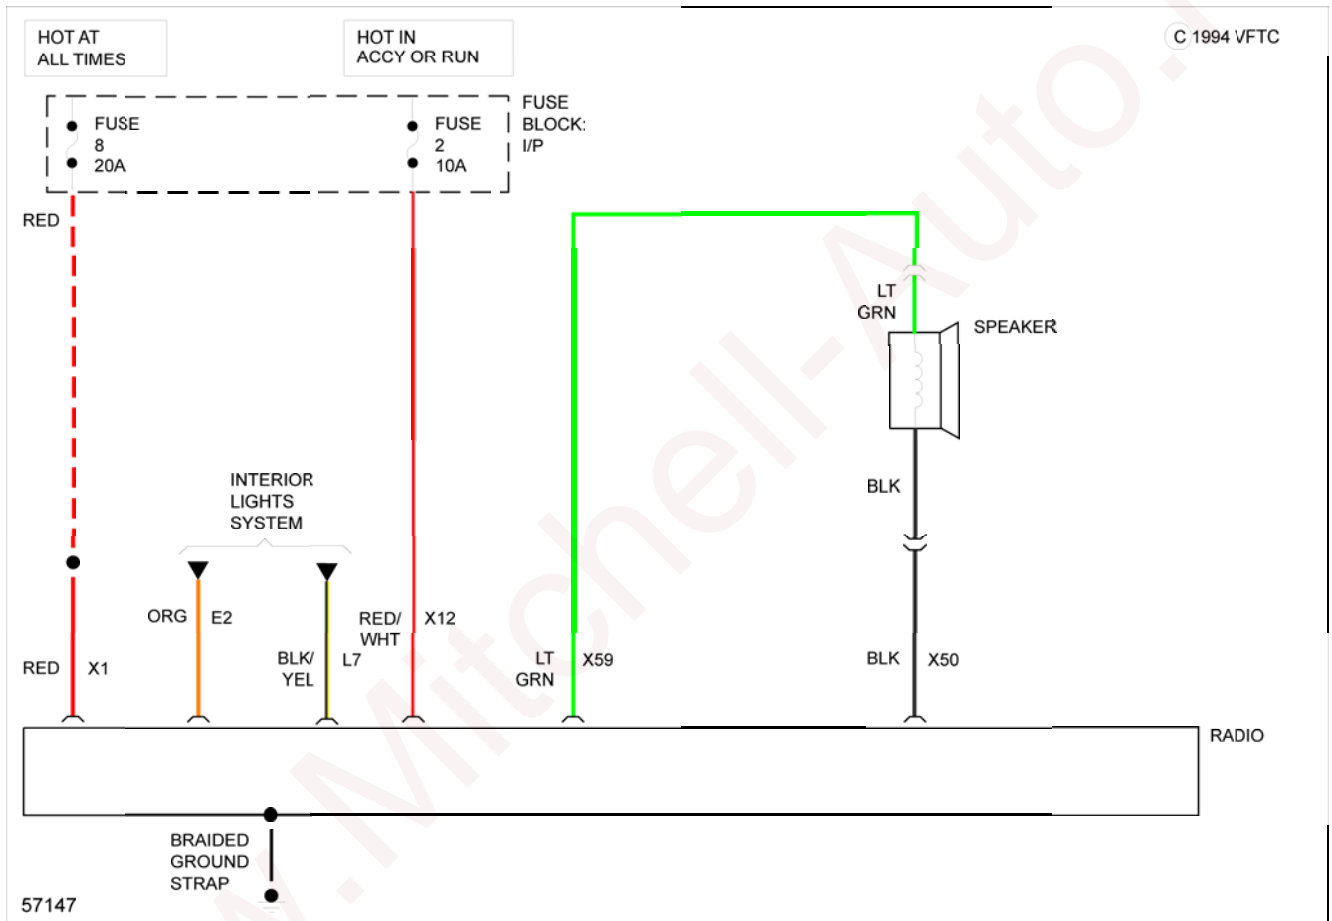 HOT AT
ALL TIMES
HOT IN
ACCY OR RUN
C 1994 VFTC
FUSE
8
20A
FUSE
2
10A
FUSE
BLOCK:
I/P
RED
LT
GRN
SPEAKER
INTERIOR
LIGHTS
SYSTEM
BLK
ORG
E2
RED/
WHT
X12
RED
X1
BLK/
YEL
L7
LT
GRN
X59
BLK
X50
RADIO
BRAIDED
GROUND
STRAP
57147
w.Mitchell-Auto.